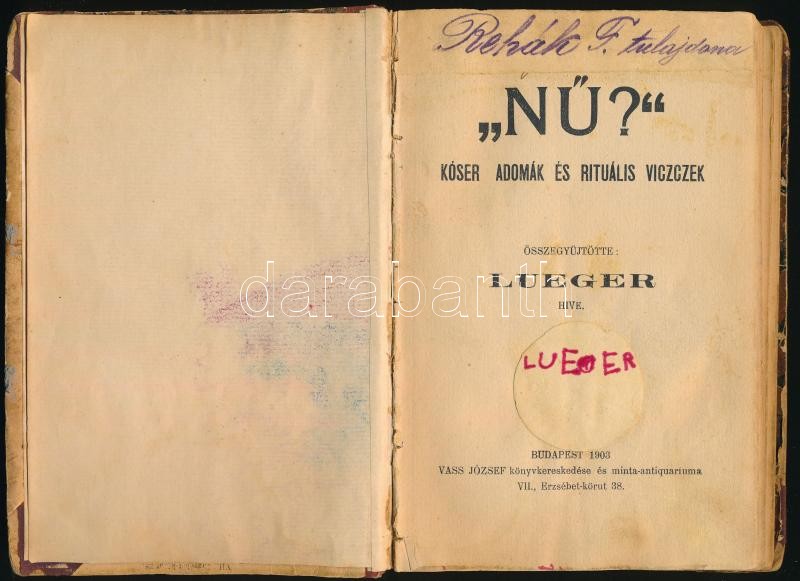 Rehák F. tulajdona
„NŰ?“
KÓSER ADOMÁK ÉS RITUÁLIS VICZCZEK
ÖSSZEGYŰJTÖTTE:
LUEGER
HIVE.
darabanth
LUEGER
BUDAPEST 1903
VASS JÓZSEF könyvkereskedése és minta-antiquariuma
VII., Erzsébet-körut 38.